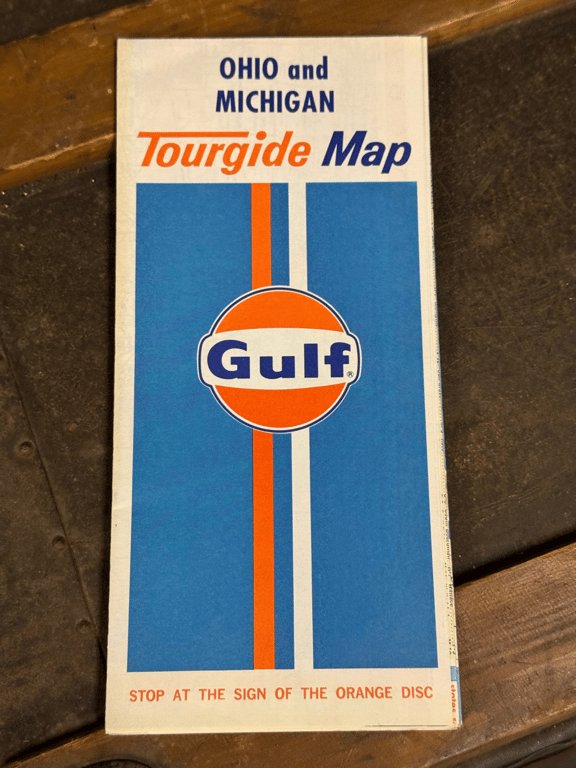 OHIO and
MICHIGAN
Tourgide Map
Gulf®
STOP AT THE SIGN OF THE ORANGE DISC